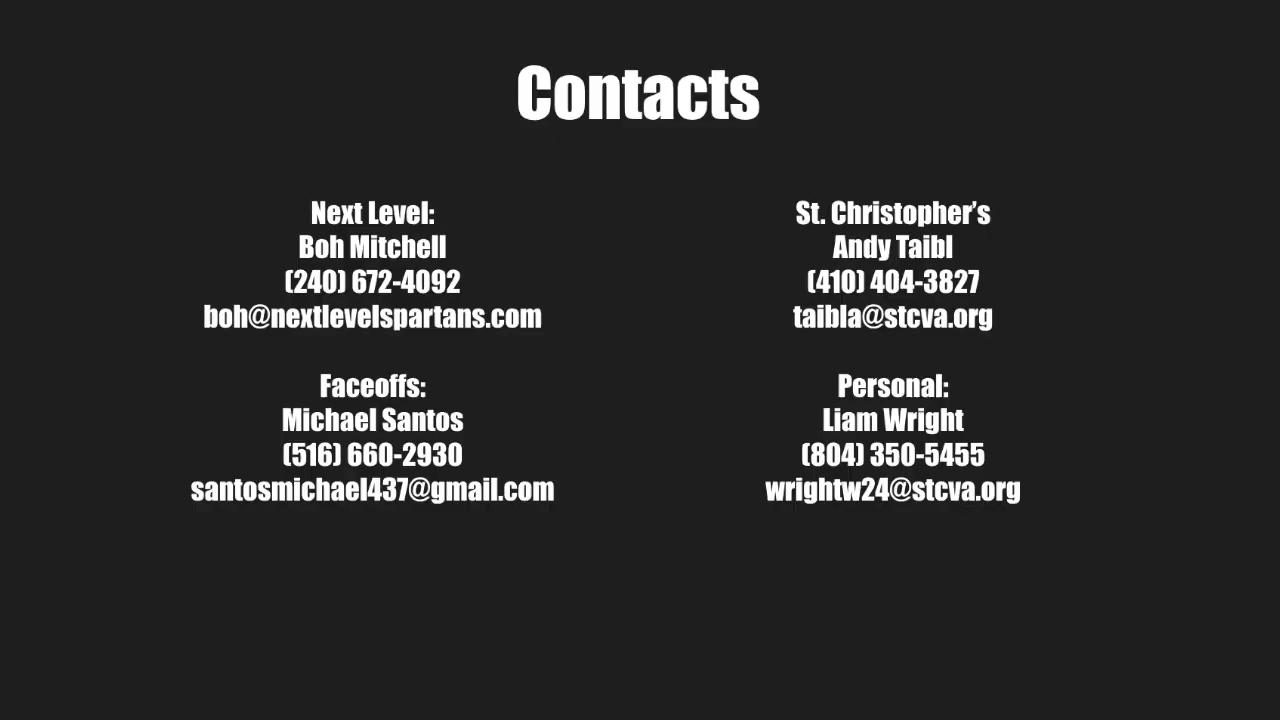 Contacts
Next Level:
Boh Mitchell
(240) 672-4092
boh@nextlevelspartans.com
Faceoffs:
Michael Santos
(516) 660-2930
santosmichael437@gmail.com
St. Christopher’s
Andy Taibl
(410) 404-3827
taibla@stcva.org
Personal:
Liam Wright
(804) 350-5455
wrightw24@stcva.org